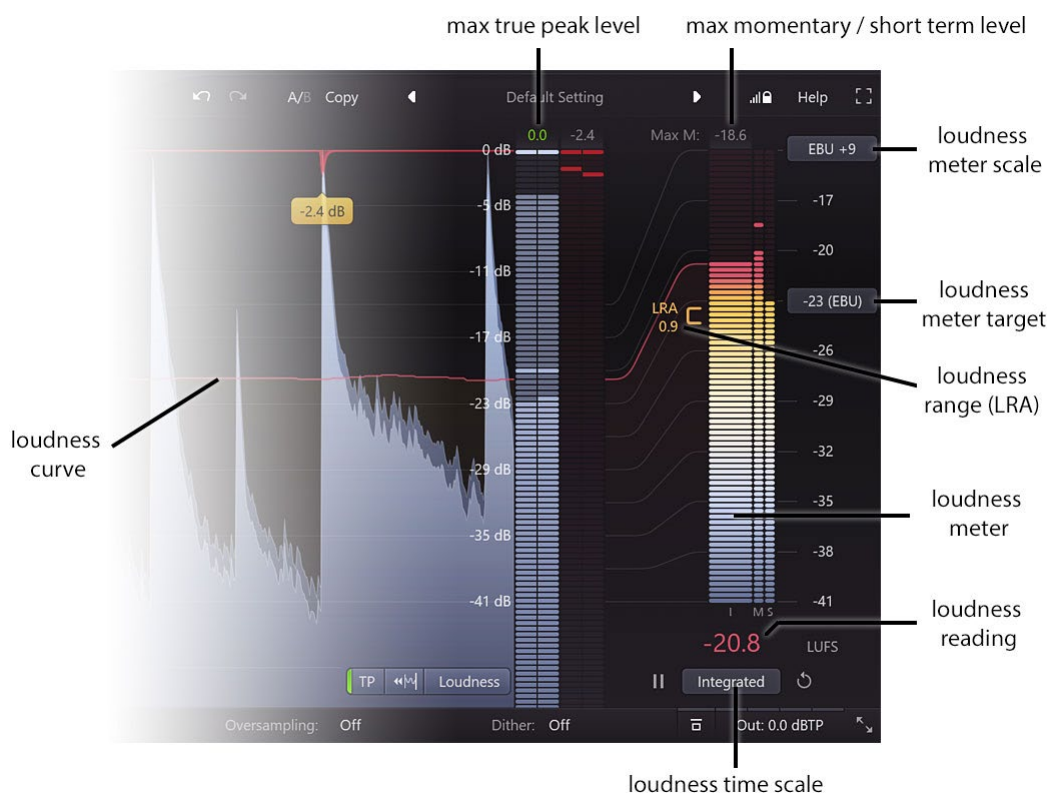 max true peak level
max momentary / short term level
A/B Copy
Default Setting
Help
0.0
-2.4
Max M: -18.6
0 dB
EBU +9
loudness
meter scale
-2.4 dB
-5 dB
-17
-11 dB
-20
LRA
0.9
-23 (EBU)
loudness
meter target
-17 dB
-26
loudness
range (LRA)
-23 dB
-29
loudness
curve
-29 dB
-32
-35
loudness
meter
-35 dB
-38
-41 dB
-41
I M S
loudness
reading
-20.8
LUFS
TP
Loudness
Integrated
Oversampling: Off
Dither: Off
Out: 0.0 dBTP
loudness time scale